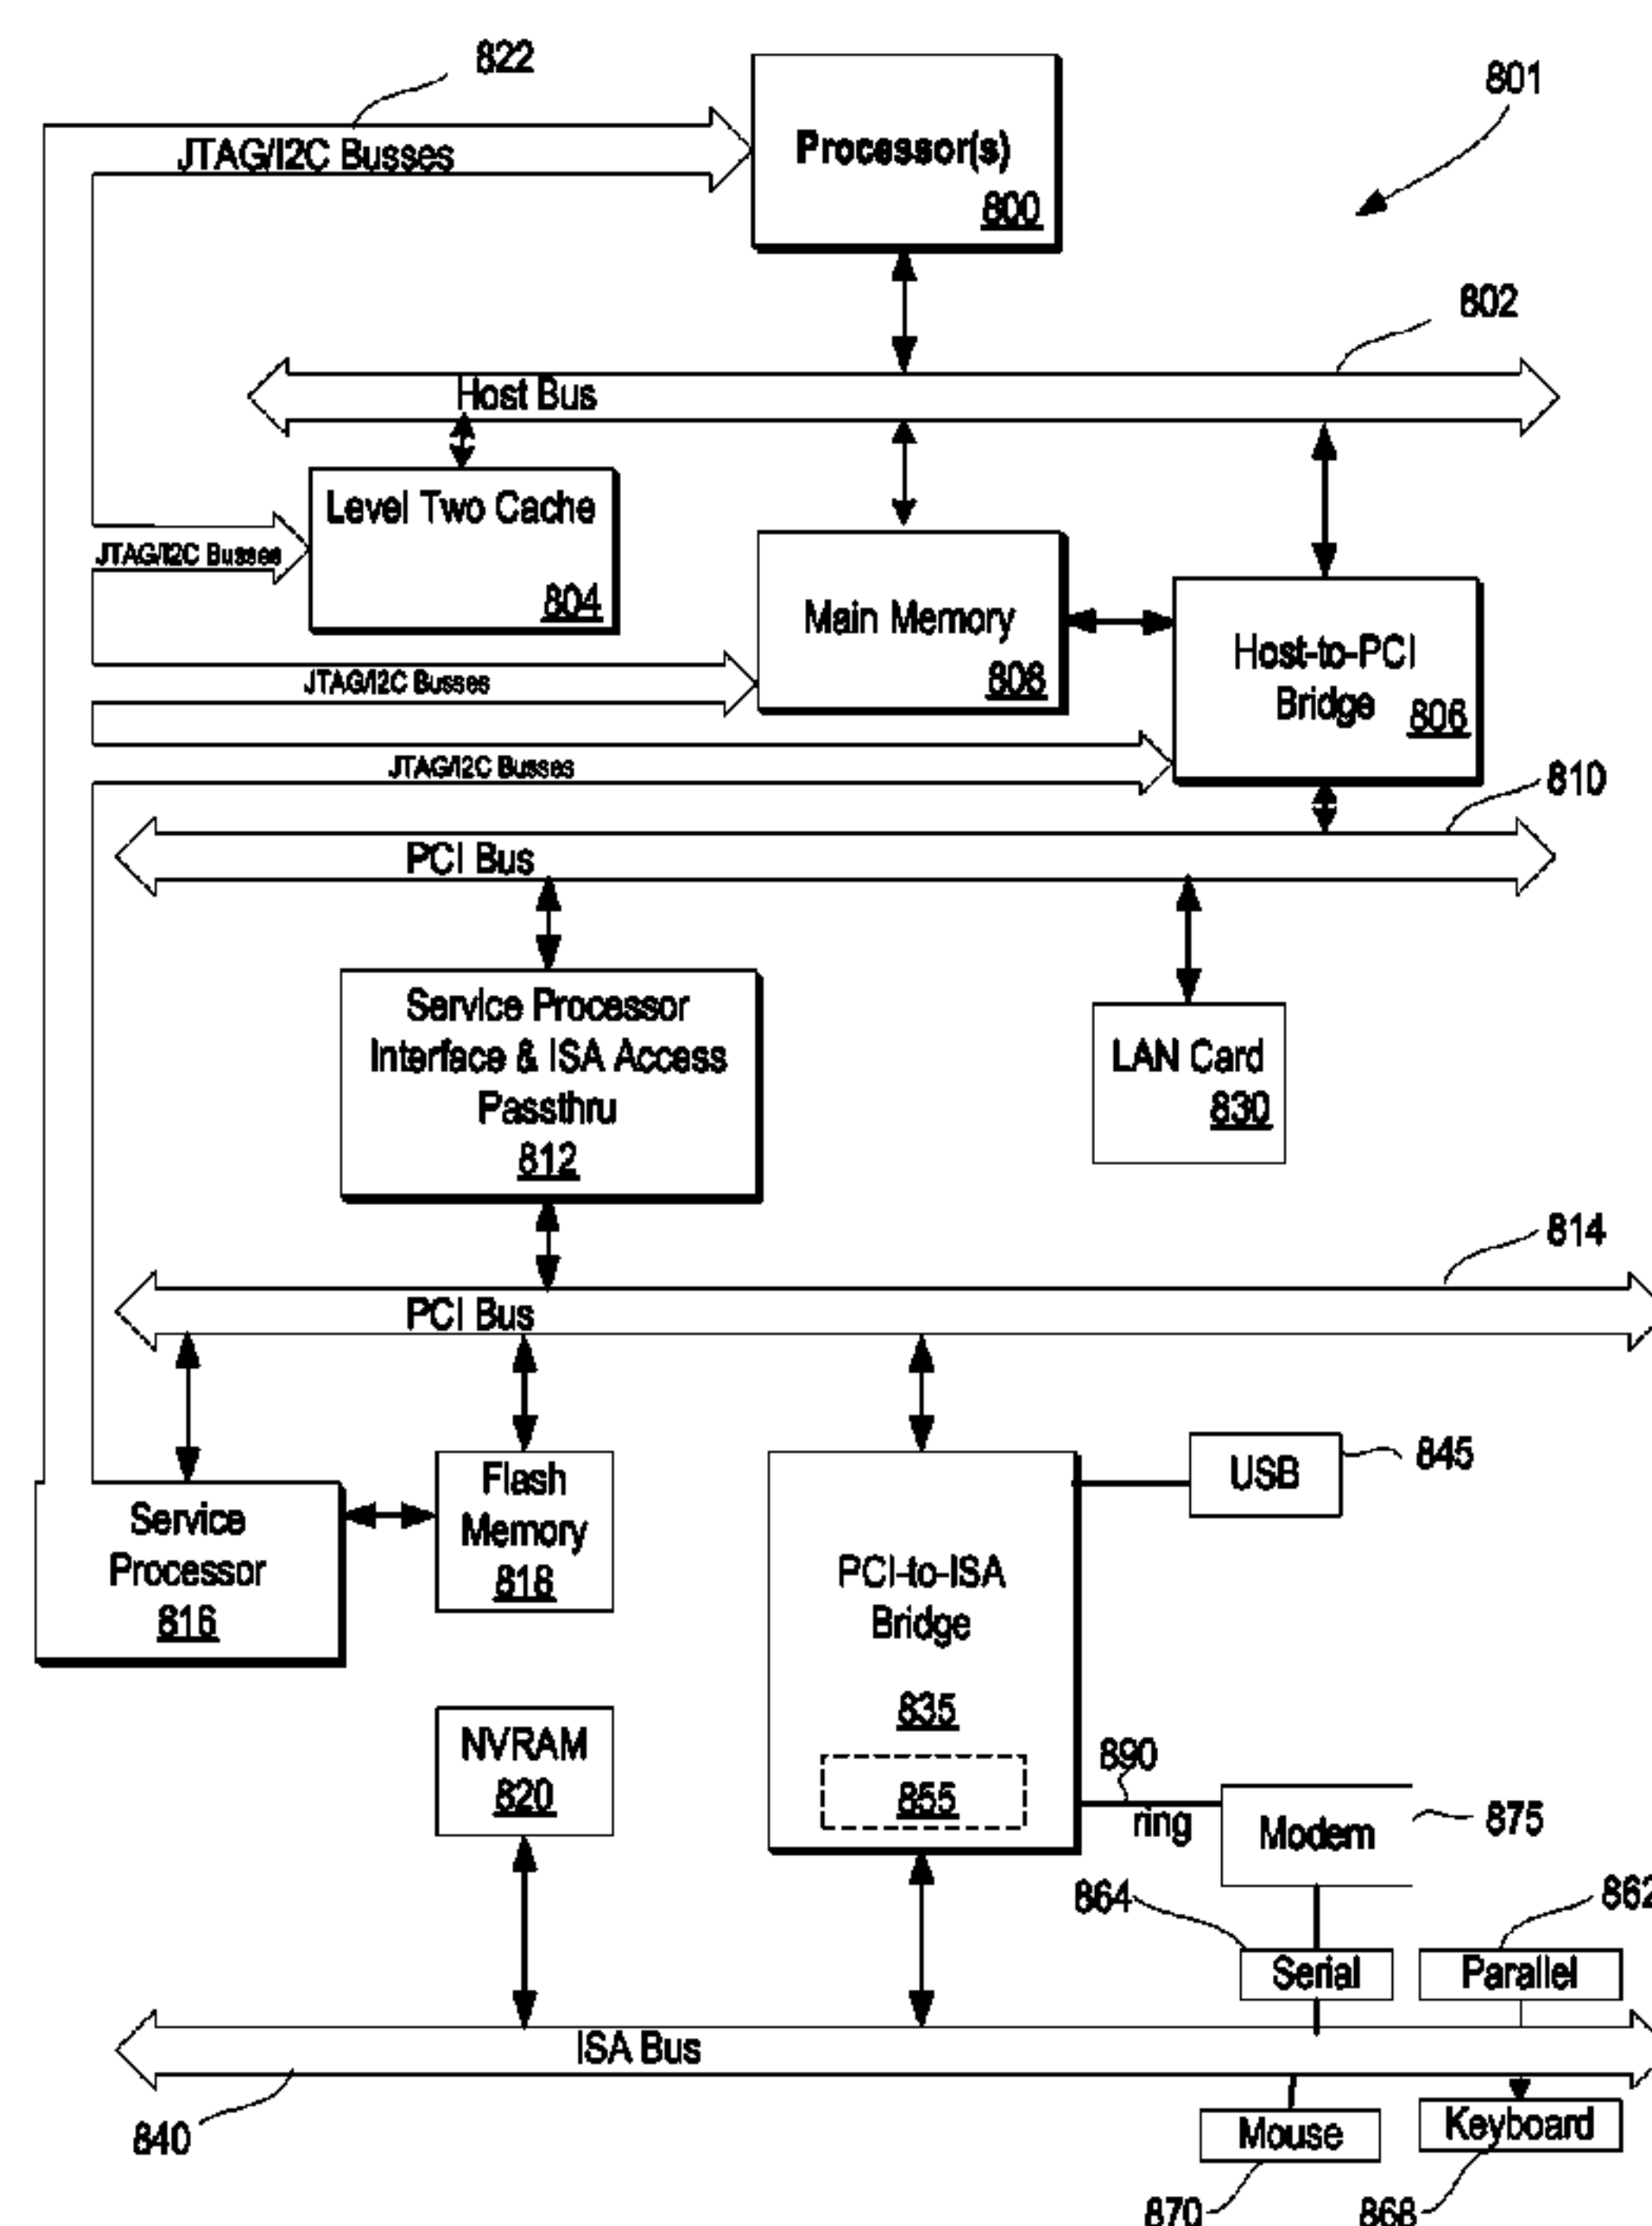 822
801
JTAG/I2C Busses
Processor(s)
800
802
Host Bus
Level Two Cache
804
JTAG/I2C Busses
Main Memory
808
Host-to-PCI
Bridge
806
JTAG/I2C Busses
JTAG/I2C Busses
810
PCI Bus
Service Processor
Interface & ISA Access
Passthru
812
LAN Card
830
814
PCI Bus
Service
Processor
816
Flash
Memory
818
PCI-to-ISA
Bridge
835
855
USB
845
NVRAM
820
890
ring
Modem
875
864
862
Serial
Parallel
ISA Bus
840
Mouse
Keyboard
870
868